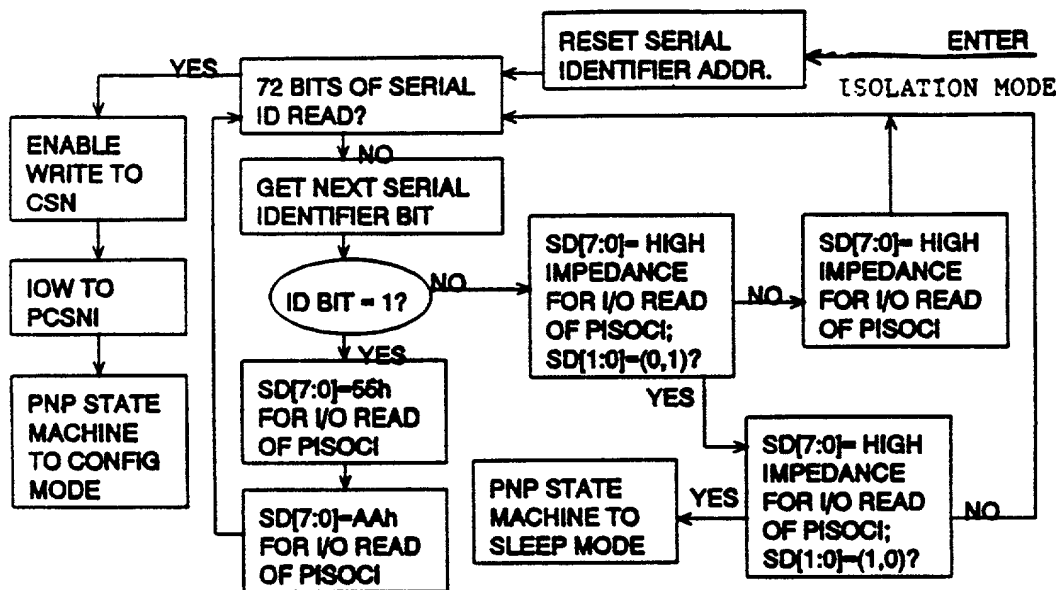 RESET SERIAL
IDENTIFIER ADDR.
ENTER
ISOLATION MODE
YES
72 BITS OF SERIAL
ID READ?
NO
ENABLE
WRITE TO
CSN
GET NEXT SERIAL
IDENTIFIER BIT
IOW TO
PCSNI
ID BIT = 1?
NO
SD[7:0]= HIGH
IMPEDANCE
FOR I/O READ
OF PISOCI;
SD[1:0]=(0,1)?
NO
SD[7:0]= HIGH
IMPEDANCE
FOR I/O READ
OF PISOCI
YES
PNP STATE
MACHINE
TO CONFIG
MODE
SD[7:0]=55h
FOR I/O READ
OF PISOCI
YES
SD[7:0]=AAh
FOR I/O READ
OF PISOCI
PNP STATE
MACHINE TO
SLEEP MODE
YES
SD[7:0]= HIGH
IMPEDANCE
FOR I/O READ
OF PISOCI;
SD[1:0]=(1,0)?
NO